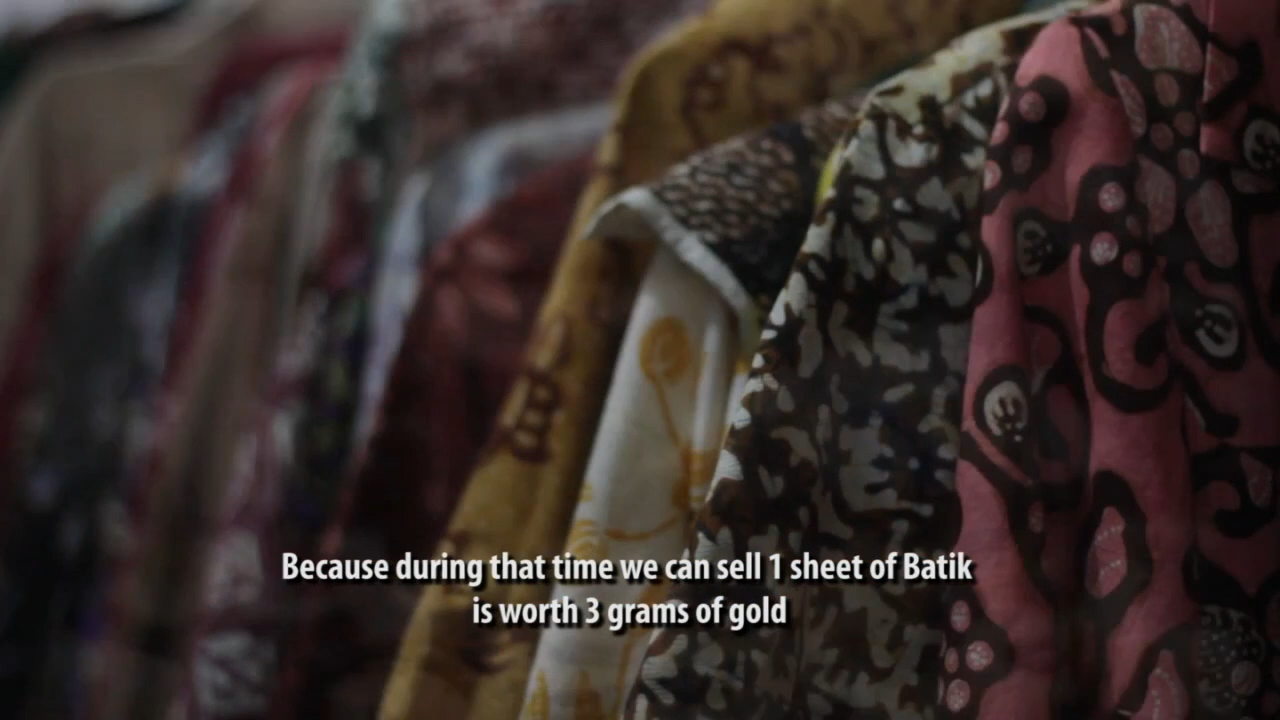 Because during that time we can sell 1 sheet of Batik
is worth 3 grams of gold